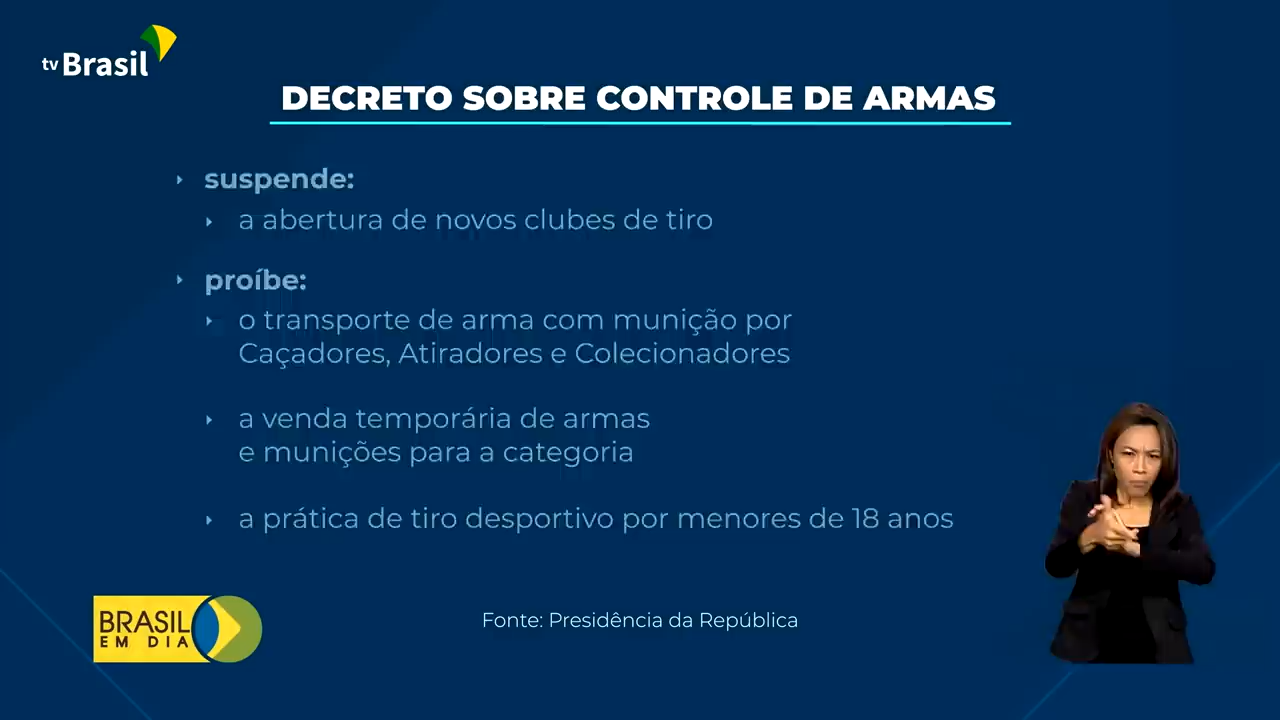 tv Brasil
DECRETO SOBRE CONTROLE DE ARMAS
suspende:
a abertura de novos clubes de tiro
proíbe:
o transporte de arma com munição por
Caçadores, Atiradores e Colecionadores
a venda temporária de armas
e munições para a categoria
a prática de tiro desportivo por menores de 18 anos
BRASIL
EM DIA
Fonte: Presidência da República